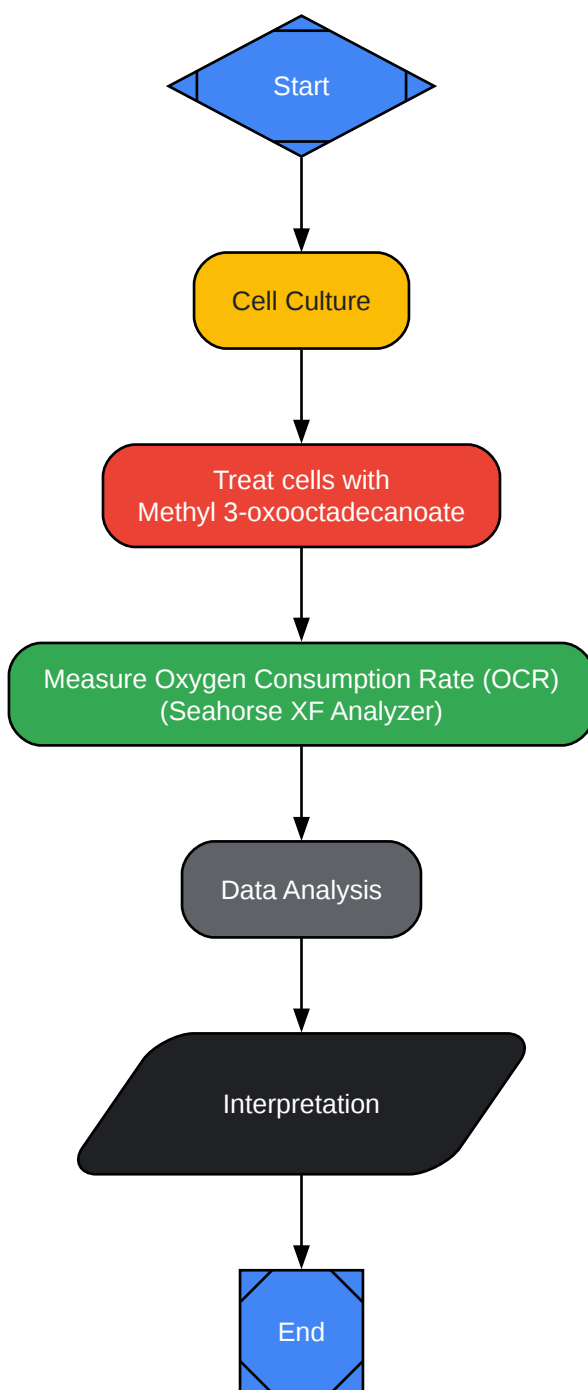 Start
Cell Culture
Treat cells with
Methyl 3-oxooctadecanoate
Measure Oxygen Consumption Rate (OCR)
(Seahorse XF Analyzer)
Data Analysis
Interpretation
End